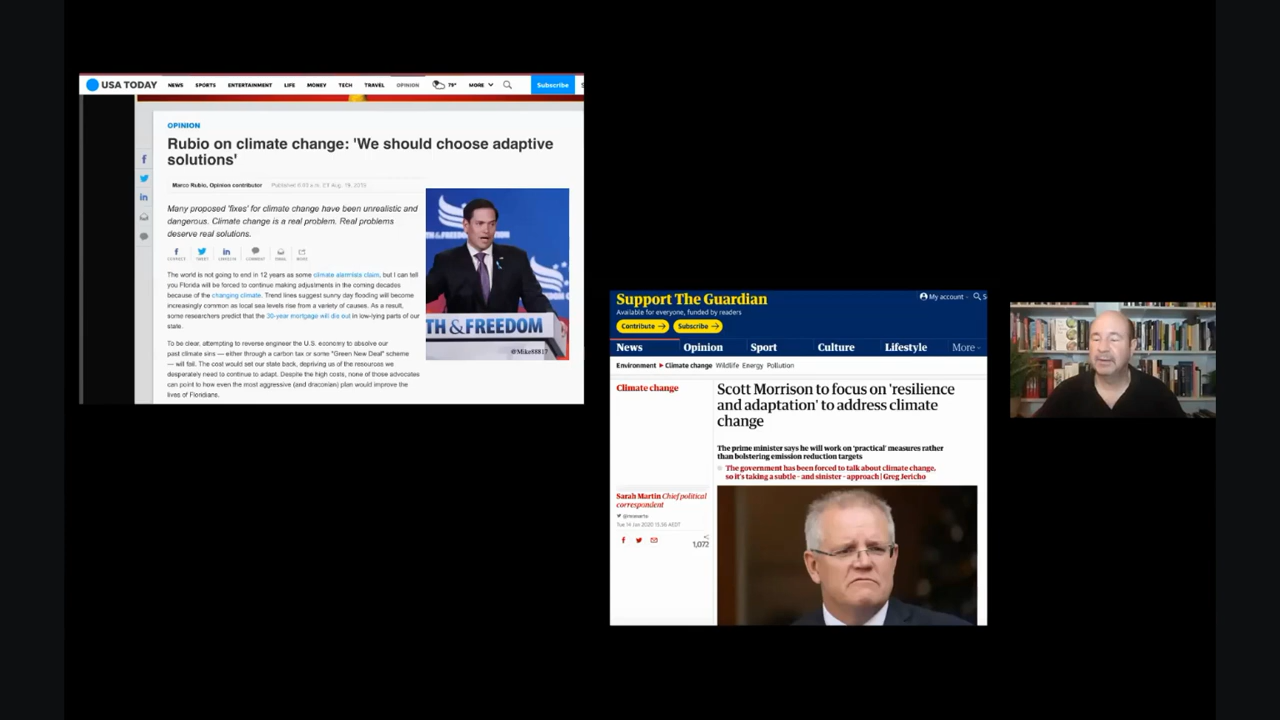 USA TODAY
NEWS SPORTS ENTERTAINMENT LIFE MONEY TECH TRAVEL OPINION 79° MORE Subscribe
OPINION
Rubio on climate change: 'We should choose adaptive
solutions'
Marco Rubio, Opinion contributor Published
Many proposed 'fixes' for climate change have been unrealistic and
dangerous. Climate change is a real problem. Real problems
deserve real solutions.
The world is not going to end in 12 years as some climate alarmists claim, but I can tell
you Florida will be forced to continue making adjustments in the coming decades
because of the changing climate. Trend lines suggest sunny day flooding will become
increasingly common as local sea levels rise from a variety of causes. As a result,
some researchers predict that the 30-year mortgage will die out in low-lying parts of our
state.
To be clear, attempting to reverse engineer the U.S. economy to absolve our
past climate sins — either through a carbon tax or some "Green New Deal" scheme
— will fail. The cost would set our state back, depriving us of the resources we
desperately need to continue to adapt. Despite the high costs, none of those advocates
can point to how even the most aggressive (and draconian) plan would improve the
lives of Floridians.
TH & FREEDOM
TH & FREEDOM
@Mike88817
Support The Guardian
Available for everyone, funded by readers
Contribute → Subscribe →
My account
S
News Opinion Sport Culture Lifestyle More
Environment ▸ Climate change Wildlife Energy Pollution
Climate change
Scott Morrison to focus on 'resilience
and adaptation' to address climate
change
The prime minister says he will work on 'practical' measures rather
than bolstering emission reduction targets
The government has been forced to talk about climate change,
so it's taking a subtle – and sinister – approach | Greg Jericho
Sarah Martin Chief political
correspondent
Tue 14 Jan 2020
1,072